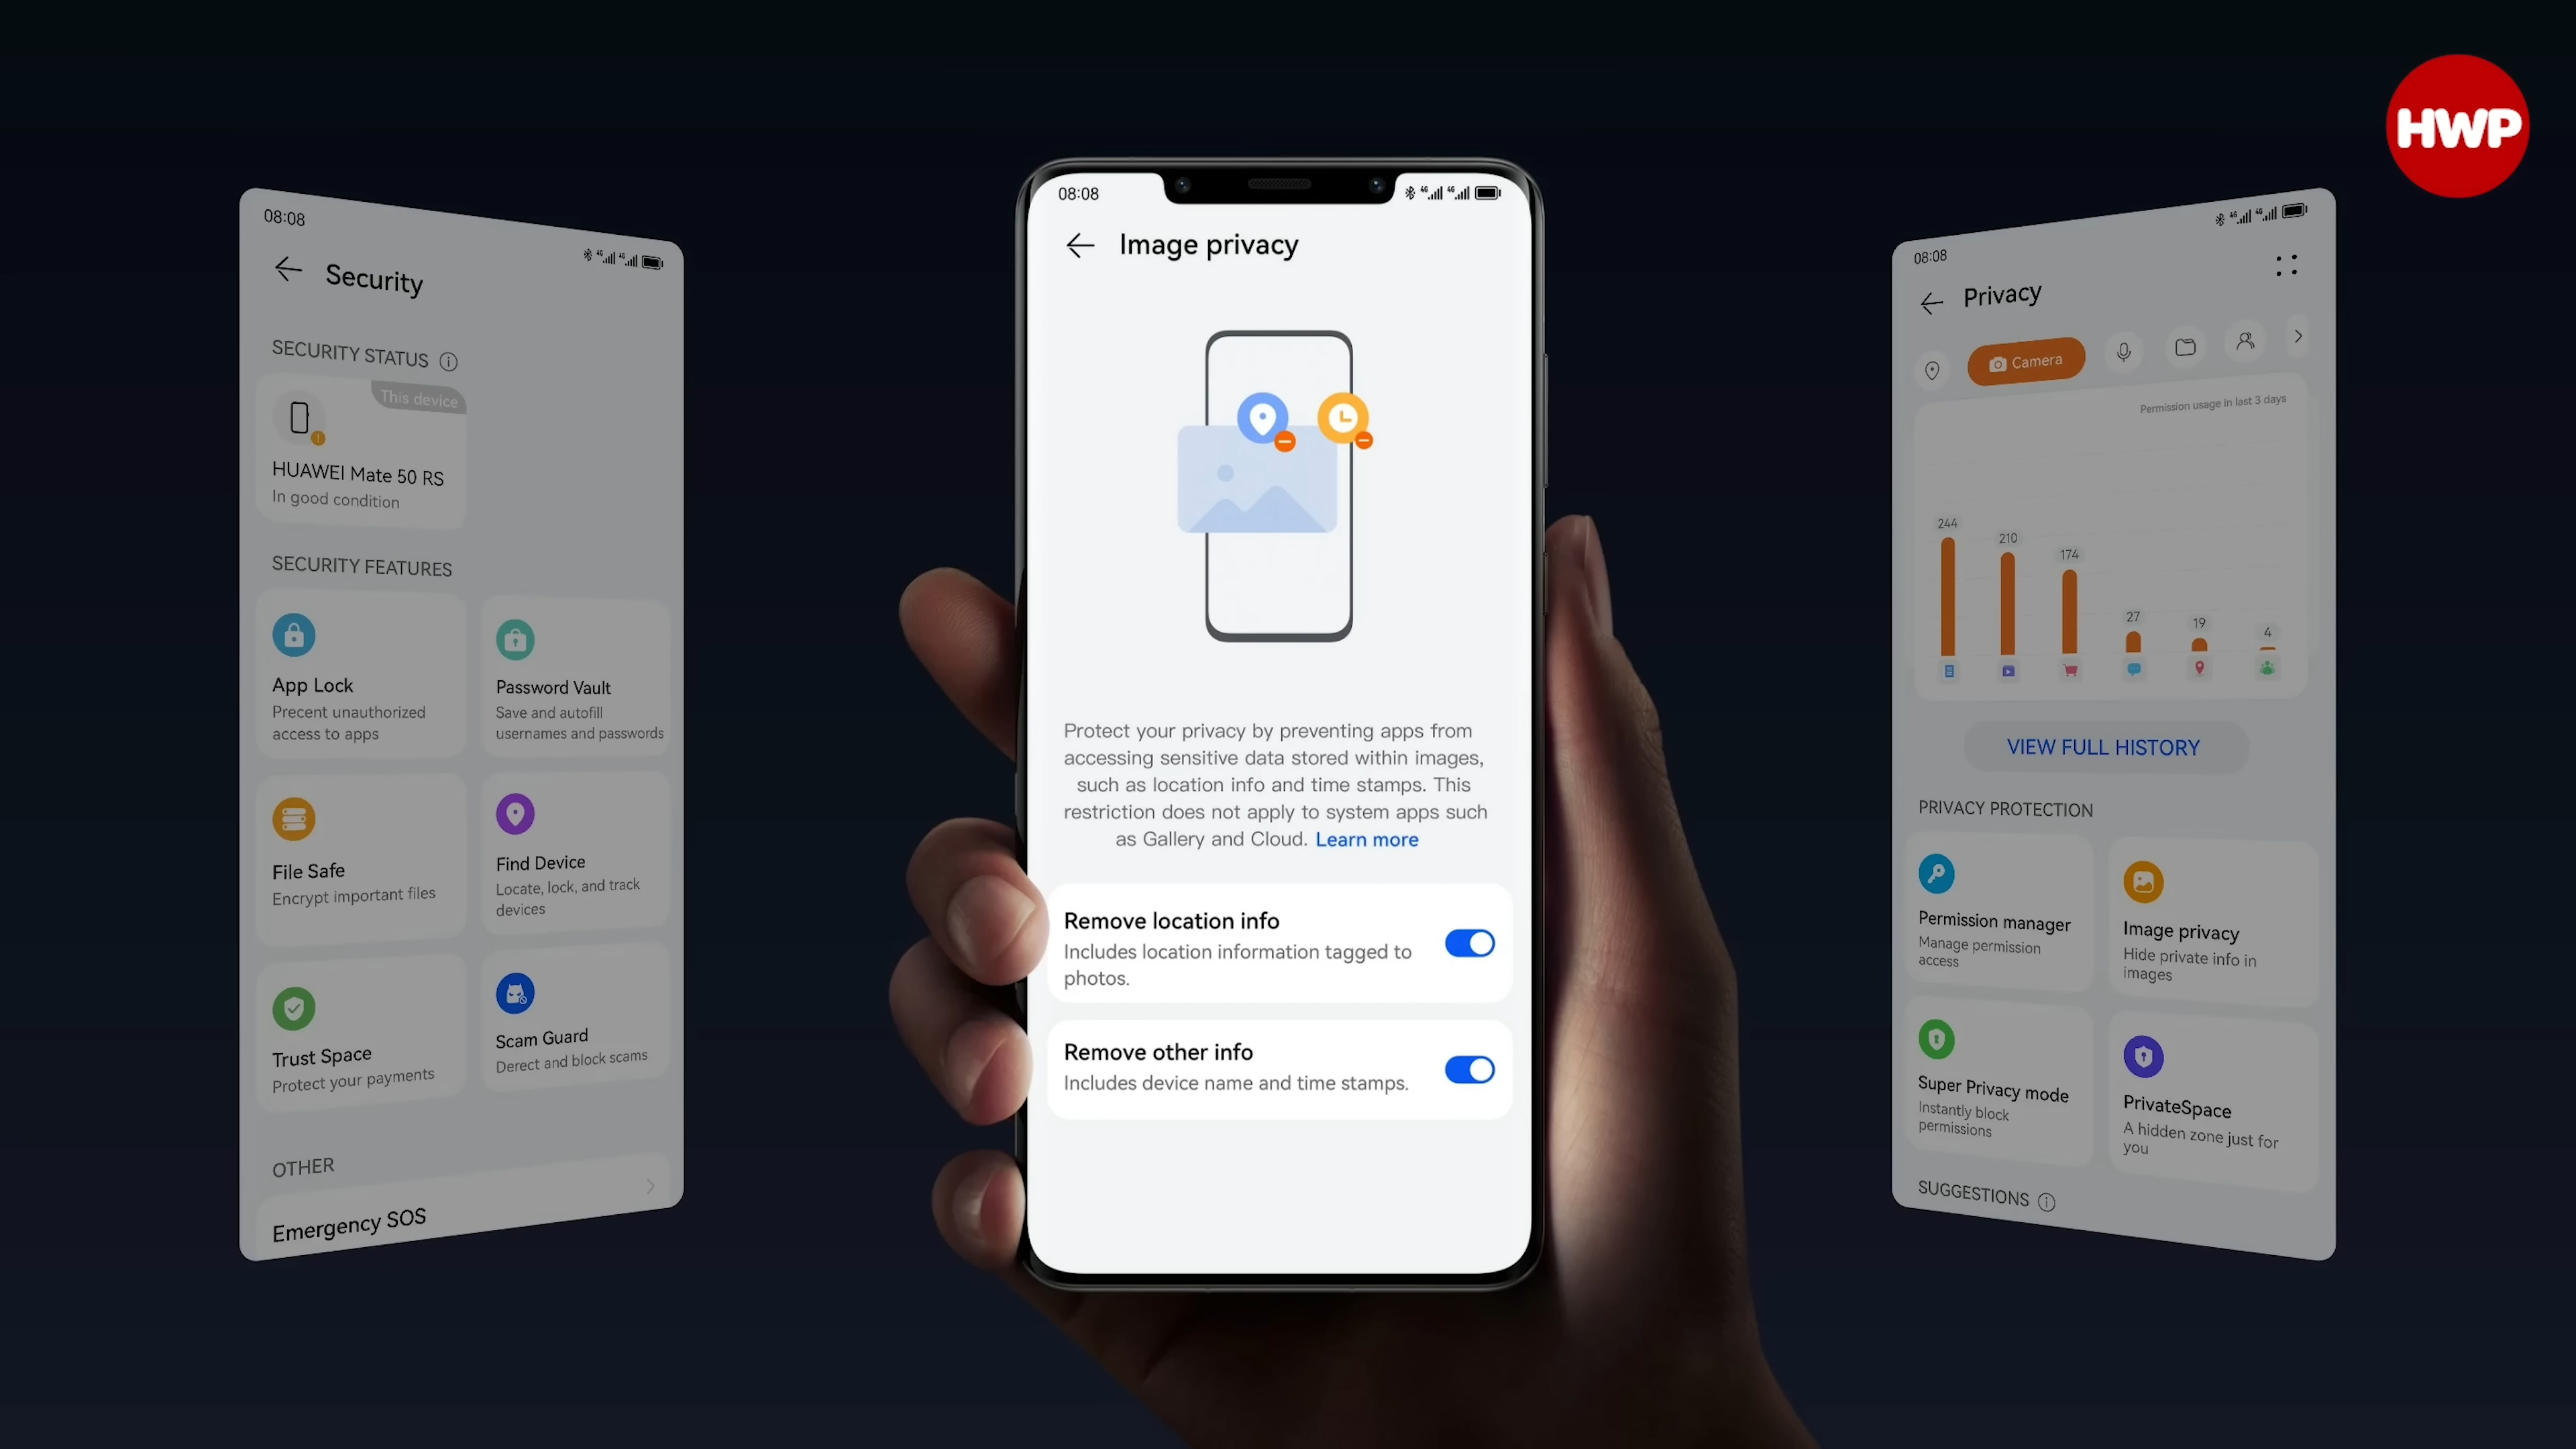 HWP
08:08
Security
SECURITY STATUS
This device
HUAWEI Mate 50 RS
In good condition
SECURITY FEATURES
App Lock
Precent unauthorized
access to apps
Password Vault
Save and autofill
usernames and passwords
File Safe
Encrypt important files
Find Device
Locate, lock, and track
devices
Trust Space
Protect your payments
Scam Guard
Derect and block scams
OTHER
Emergency SOS
08:08
Image privacy
Protect your privacy by preventing apps from
accessing sensitive data stored within images,
such as location info and time stamps. This
restriction does not apply to system apps such
as Gallery and Cloud. Learn more
Remove location info
Includes location information tagged to
photos.
Remove other info
Includes device name and time stamps.
08:08
Privacy
Camera
Permission usage in last 3 days
244
210
174
27
19
4
VIEW FULL HISTORY
PRIVACY PROTECTION
Permission manager
Manage permission
access
Image privacy
Hide private info in
images
Super Privacy mode
Instantly block
permissions
PrivateSpace
A hidden zone just for
you
SUGGESTIONS